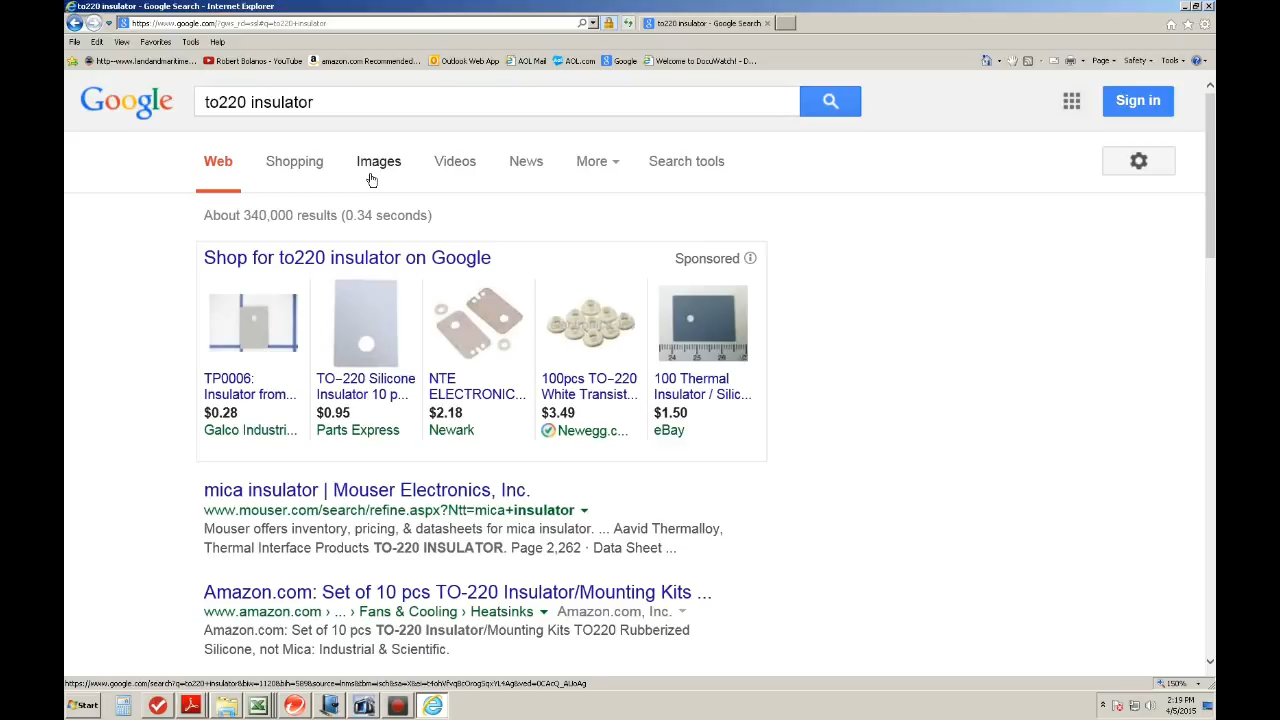 to220 insulator - Google Search - Internet Explorer
https://www.google.com/?gws_rd=ssl#q=to220+insulator
to220 insulator - Google Search
File Edit View Favorites Tools Help
http--www.landandmaritime... Robert Bolanos - YouTube amazon.com Recommended... Outlook Web App AOL Mail AOL.com Google Welcome to DocuWatch! - D... Page Safety Tools
Google
to220 insulator
Sign in
Web Shopping Images Videos News More Search tools
About 340,000 results (0.34 seconds)
Shop for to220 insulator on Google Sponsored
24 25 26
TP0006: Insulator from... $0.28 Galco Industri...
TO-220 Silicone Insulator 10 p... $0.95 Parts Express
NTE ELECTRONIC... $2.18 Newark
100pcs TO-220 White Transist... $3.49 Newegg.c...
100 Thermal Insulator / Silic... $1.50 eBay
mica insulator | Mouser Electronics, Inc.
www.mouser.com/search/refine.aspx?Ntt=mica+insulator
Mouser offers inventory, pricing, & datasheets for mica insulator. ... Aavid Thermalloy,
Thermal Interface Products TO-220 INSULATOR. Page 2,262 · Data Sheet ...
Amazon.com: Set of 10 pcs TO-220 Insulator/Mounting Kits ...
www.amazon.com › ... › Fans & Cooling › Heatsinks Amazon.com, Inc.
Amazon.com: Set of 10 pcs TO-220 Insulator/Mounting Kits TO220 Rubberized
Silicone, not Mica: Industrial & Scientific.
150%
Start
2:19 PM
4/5/2015